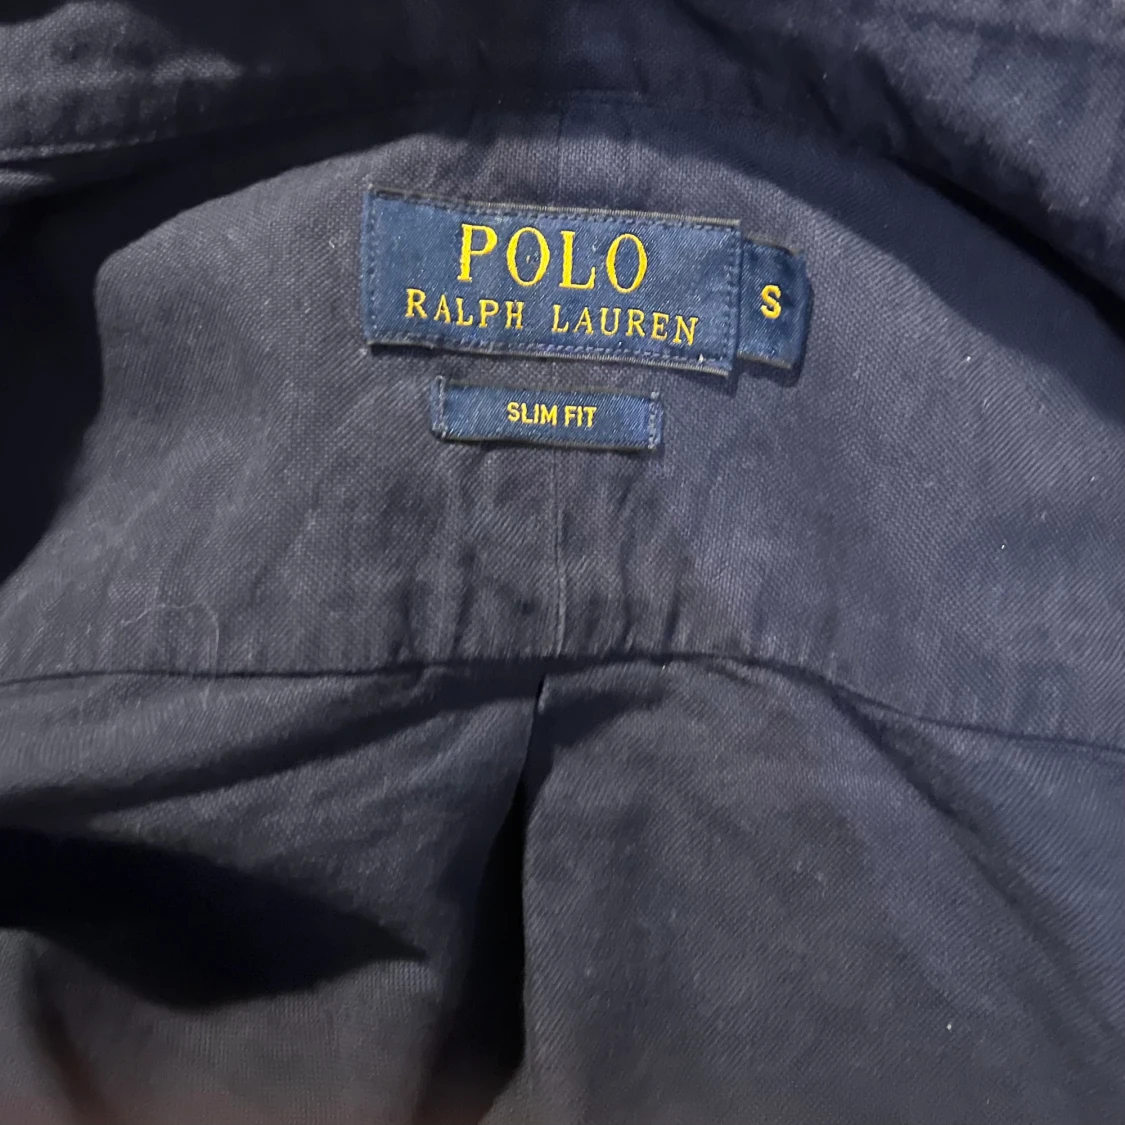 POLO
RALPH LAUREN
S
SLIM FIT